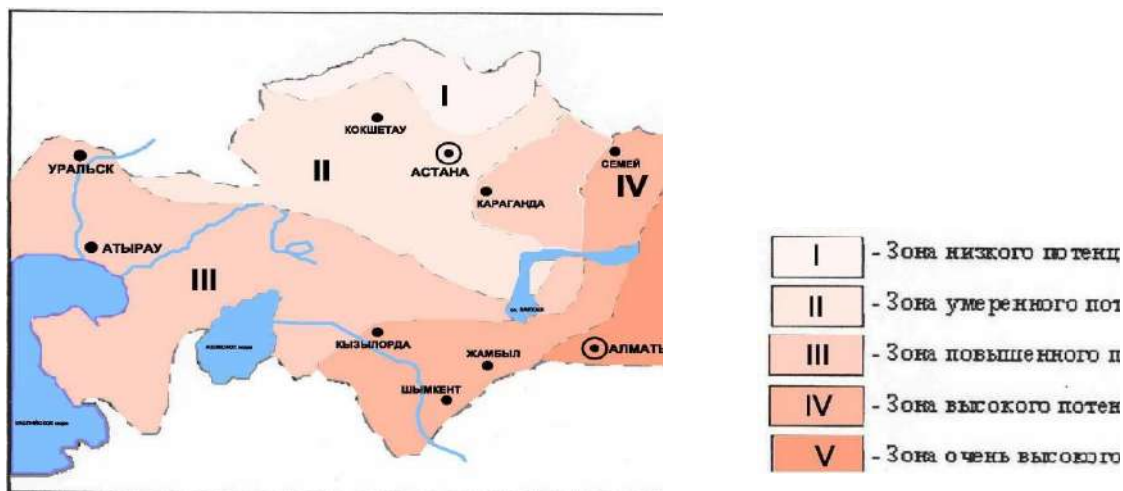 I
КОКШЕТАУ
II
АСТАНА
УРАЛЬСК
СЕМЕЙ
IV
КАРАГАНДА
АТЫРАУ
III
КЫЗЫЛОРДА
ЖАМБЫЛ
АЛМАТЫ
ШЫМКЕНТ
I - Зона низкого потенц
II - Зона умеренного пот
III - Зона повышенного п
IV - Зона высокого потен
V - Зона очень высокого